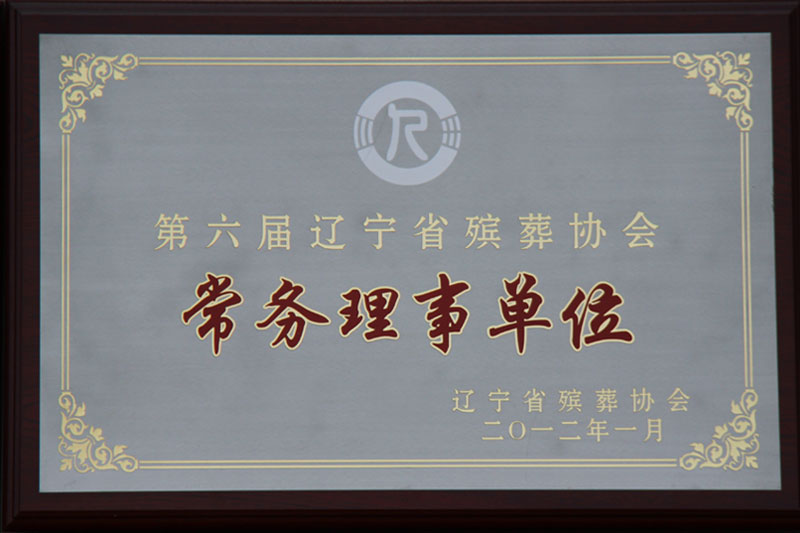 第六届辽宁省殡葬协会
常务理事单位
辽宁省殡葬协会
二〇一二年一月